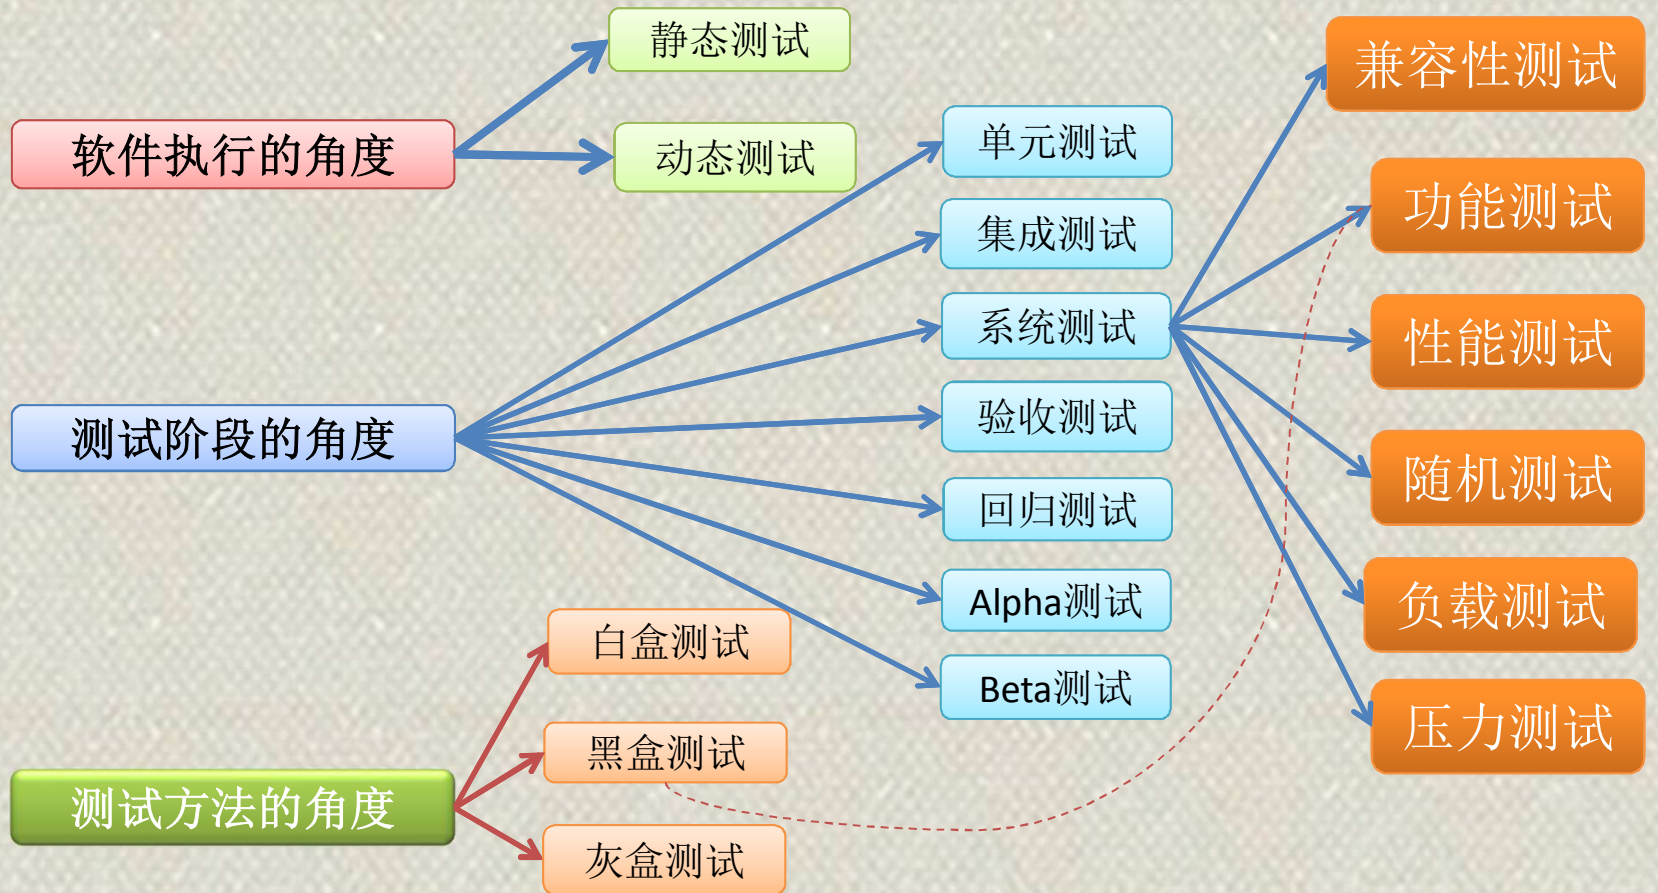 静态测试
软件执行的角度
动态测试
测试阶段的角度
单元测试
集成测试
系统测试
验收测试
回归测试
Alpha测试
Beta测试
兼容性测试
功能测试
性能测试
随机测试
负载测试
压力测试
测试方法的角度
白盒测试
黑盒测试
灰盒测试